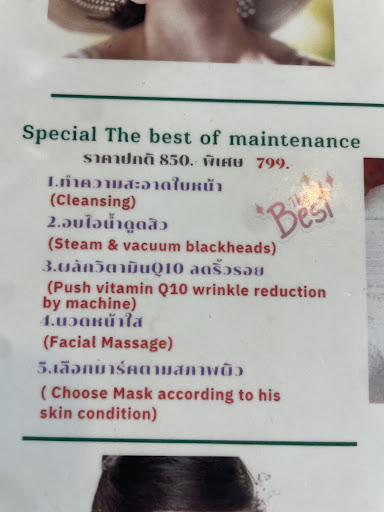 Special The best of maintenance
ราคาปกติ 850.- พิเศษ 799.
1.ทำความสะอาดใบหน้า
(Cleansing)
The
Best
2.อบไอน้ำดูดสิว
(Steam & vacuum blackheads)
3.ผลักวิตามินQ10 ลดริ้วรอย
(Push vitamin Q10 wrinkle reduction
by machine)
4.นวดหน้าใส
(Facial Massage)
5.เลือกมาร์คตามสภาพผิว
( Choose Mask according to his
skin condition)